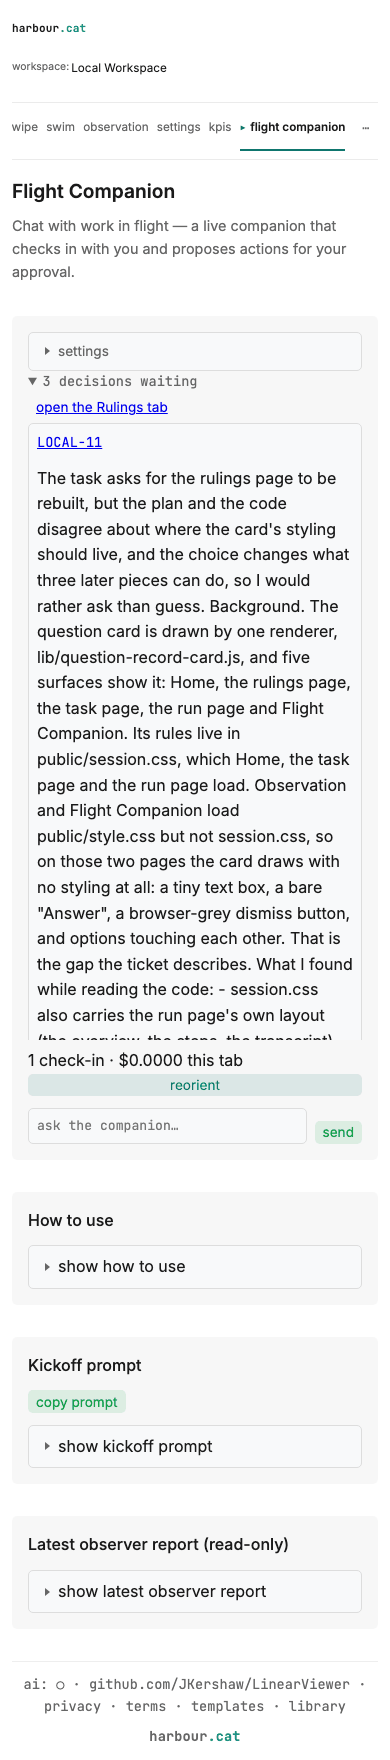 harbour.cat
workspace: Local Workspace
wipe swim observation settings kpis ▸ flight companion …
Flight Companion
Chat with work in flight — a live companion that
checks in with you and proposes actions for your
approval.
▸ settings
▼ 3 decisions waiting
open the Rulings tab
LOCAL-11
The task asks for the rulings page to be
rebuilt, but the plan and the code
disagree about where the card's styling
should live, and the choice changes what
three later pieces can do, so I would
rather ask than guess. Background. The
question card is drawn by one renderer,
lib/question-record-card.js, and five
surfaces show it: Home, the rulings page,
the task page, the run page and Flight
Companion. Its rules live in
public/session.css, which Home, the task
page and the run page load. Observation
and Flight Companion load
public/style.css but not session.css, so
on those two pages the card draws with
no styling at all: a tiny text box, a bare
"Answer", a browser-grey dismiss button,
and options touching each other. That is
the gap the ticket describes. What I found
while reading the code: - session.css
also carries the run page's own layout
(the overview, the steps, the transcript)
1 check-in · $0.0000 this tab
reorient
ask the companion…
send
How to use
▸ show how to use
Kickoff prompt
copy prompt
▸ show kickoff prompt
Latest observer report (read-only)
▸ show latest observer report
ai: ○ · github.com/JKershaw/LinearViewer ·
privacy · terms · templates · library
harbour.cat